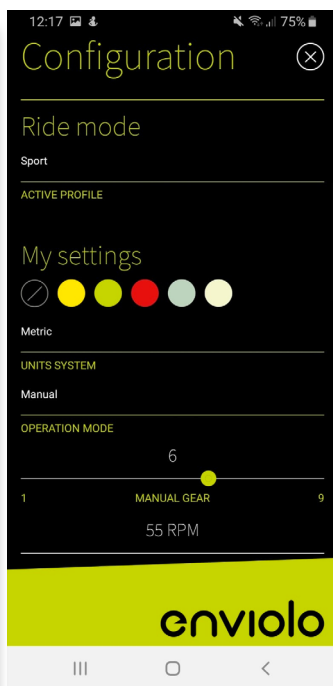 12:17 75%
Configuration
Ride mode
Sport
ACTIVE PROFILE
My settings
Metric
UNITS SYSTEM
Manual
OPERATION MODE
6
1 MANUAL GEAR 9
55 RPM
enviolo